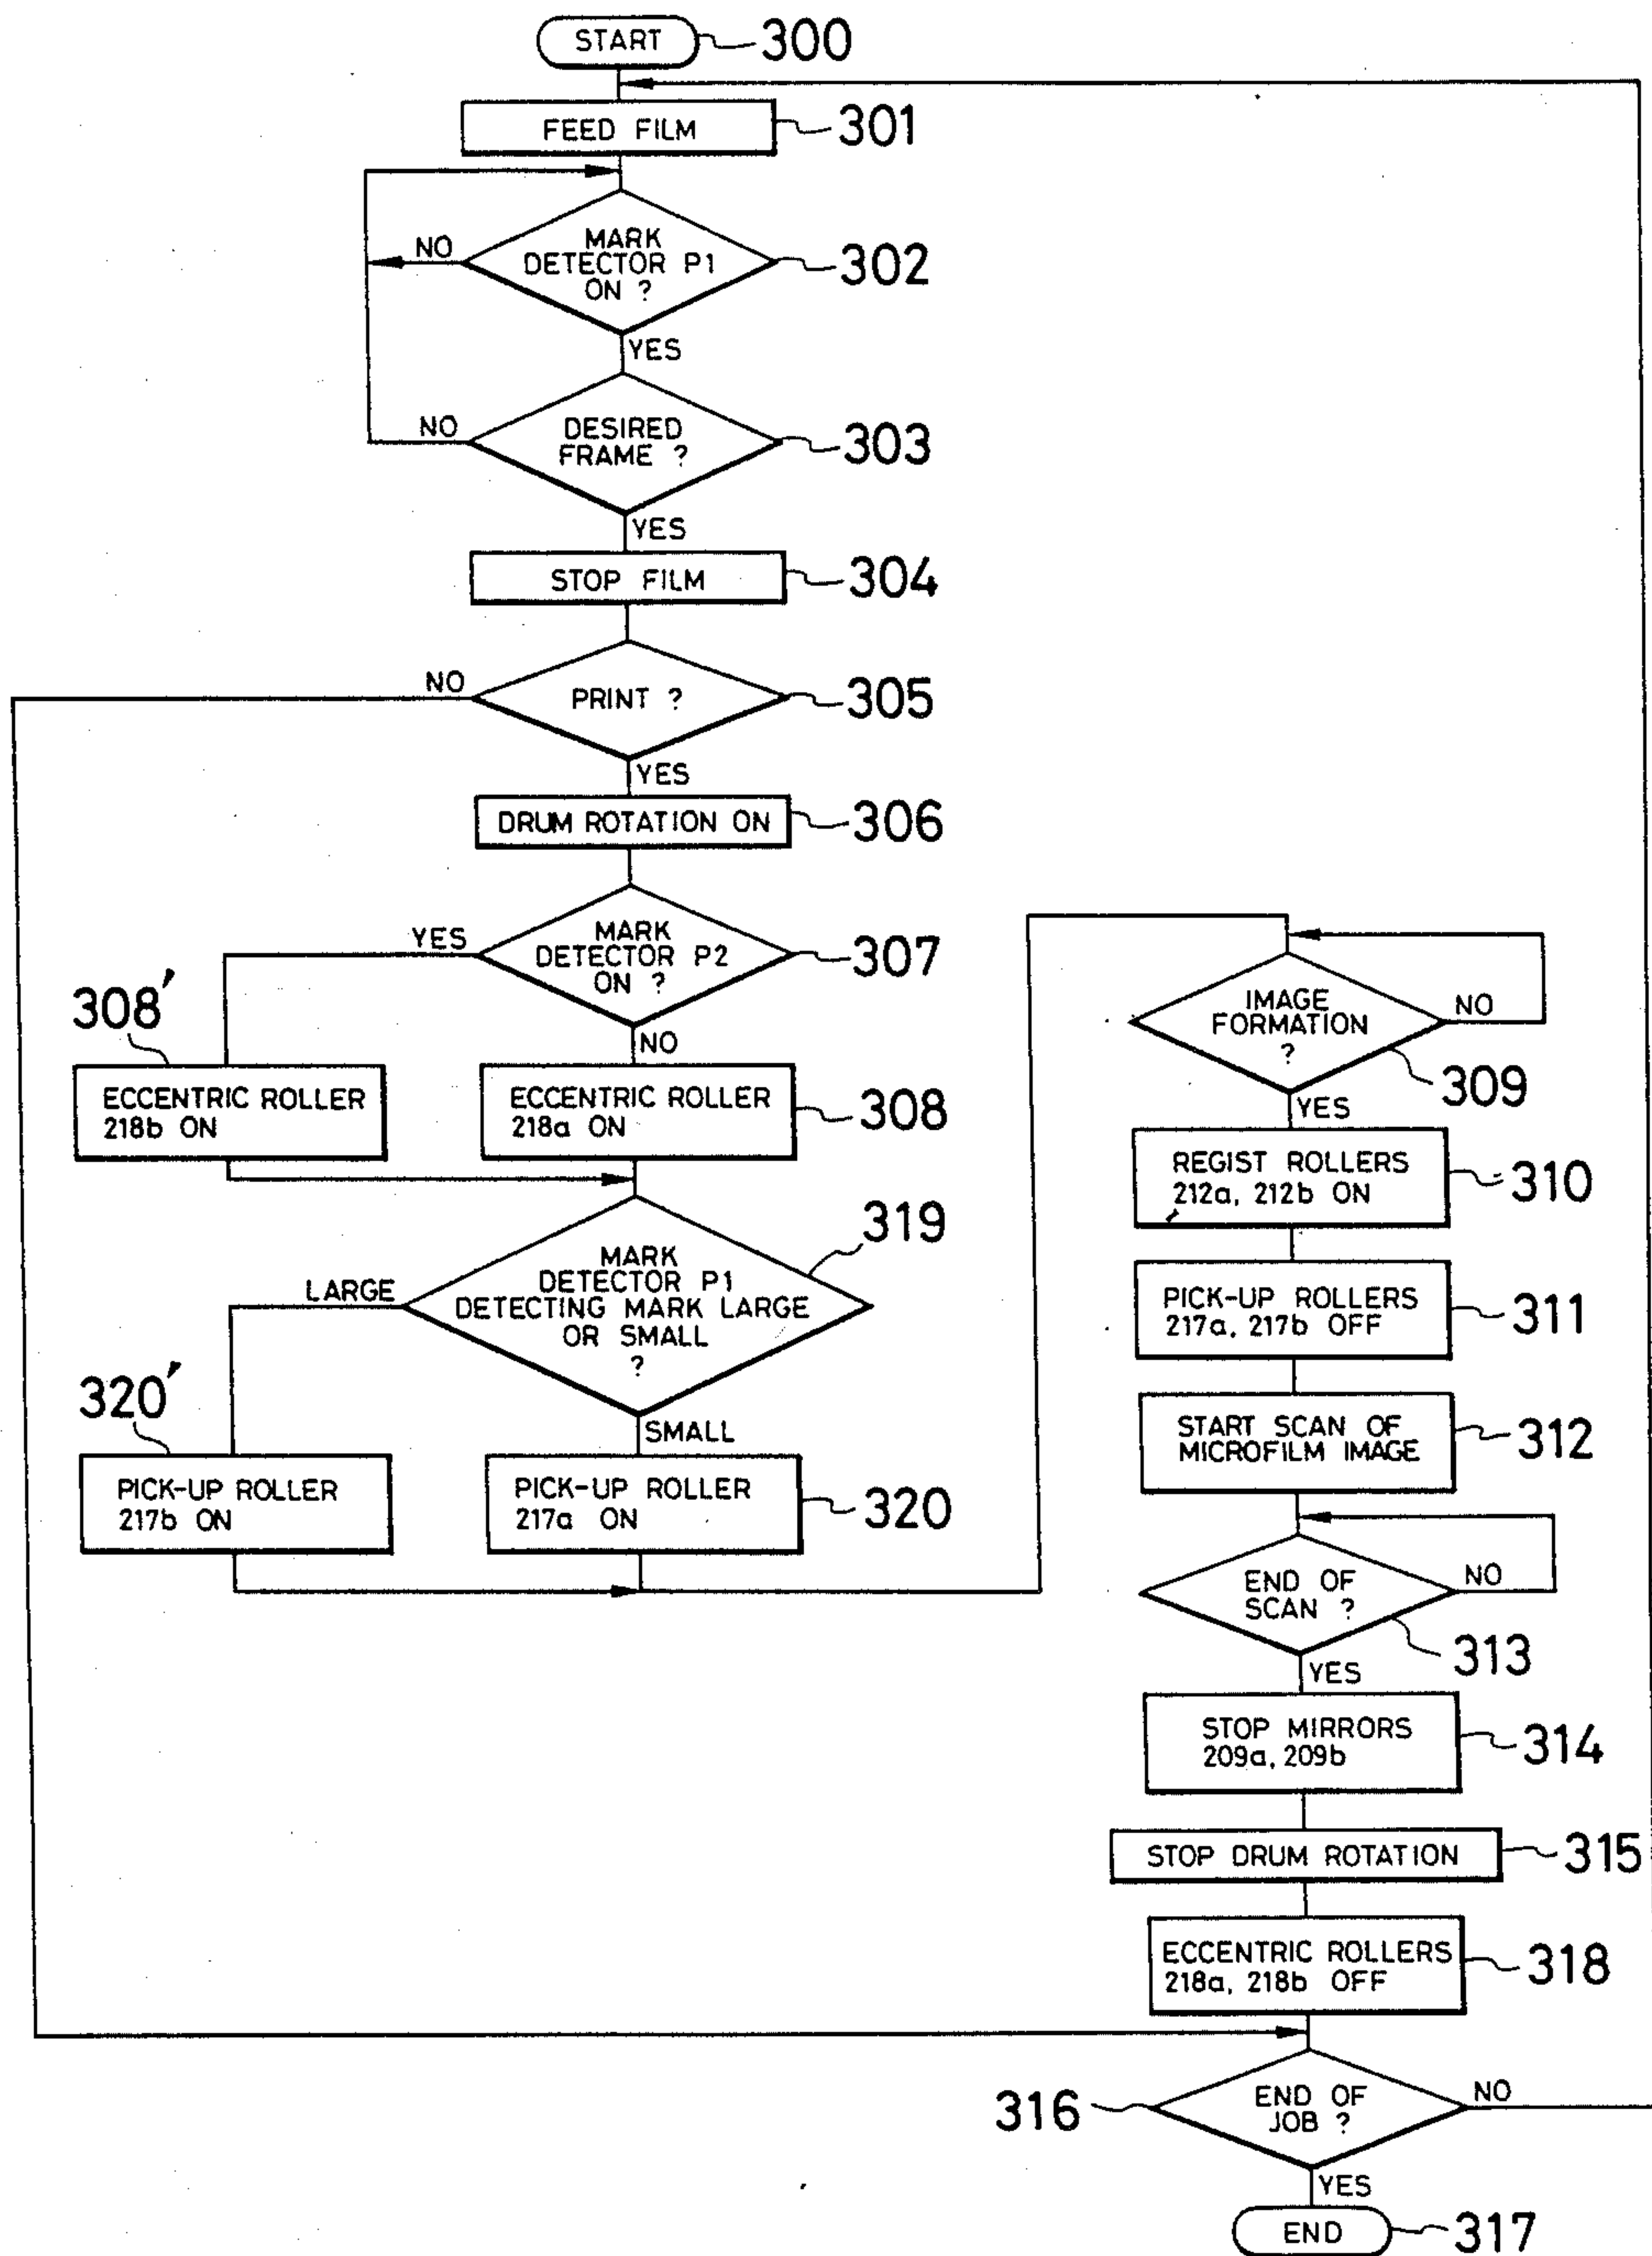 START
300
FEED FILM
301
MARK
DETECTOR P1
ON ?
302
NO
YES
DESIRED
FRAME ?
303
NO
YES
STOP FILM
304
PRINT ?
305
NO
YES
DRUM ROTATION ON
306
MARK
DETECTOR P2
ON ?
307
YES
NO
308'
ECCENTRIC ROLLER
218b ON
ECCENTRIC ROLLER
218a ON
308
MARK
DETECTOR P1
DETECTING MARK LARGE
OR SMALL
?
319
LARGE
SMALL
320'
PICK-UP ROLLER
217b ON
PICK-UP ROLLER
217a ON
320
IMAGE
FORMATION
?
309
NO
YES
REGIST ROLLERS
212a, 212b ON
310
PICK-UP ROLLERS
217a, 217b OFF
311
START SCAN OF
MICROFILM IMAGE
312
END OF
SCAN ?
313
NO
YES
STOP MIRRORS
209a, 209b
314
STOP DRUM ROTATION
315
ECCENTRIC ROLLERS
218a, 218b OFF
318
316
END OF
JOB ?
NO
YES
END
317